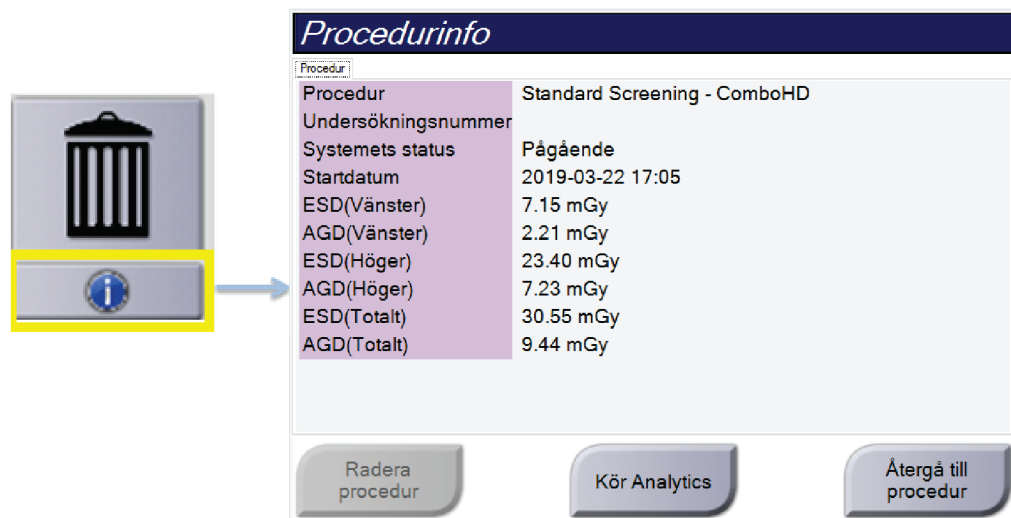 Procedurinfo
Procedur
Procedur Standard Screening - ComboHD
Undersökningsnummer
Systemets status Pågående
Startdatum 2019-03-22 17:05
ESD(Vänster) 7.15 mGy
AGD(Vänster) 2.21 mGy
ESD(Höger) 23.40 mGy
AGD(Höger) 7.23 mGy
ESD(Totalt) 30.55 mGy
AGD(Totalt) 9.44 mGy
Radera
procedur
Kör Analytics
Återgå till
procedur